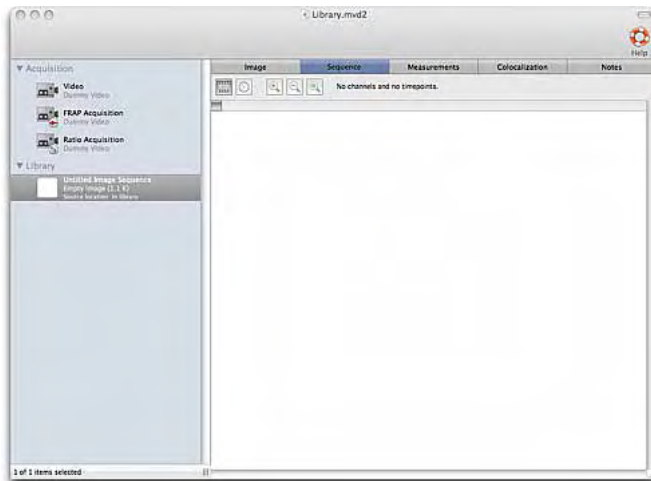 Library.mvd2
Help
Acquisition
Video
Dummy Video
FRAP Acquisition
Dummy Video
Ratio Acquisition
Dummy Video
Library
Untitled Image Sequence
Empty Image (1.1 K)
Source location: In library
1 of 1 items selected
Image Sequence Measurements Colocalization Notes
No channels and no timepoints.